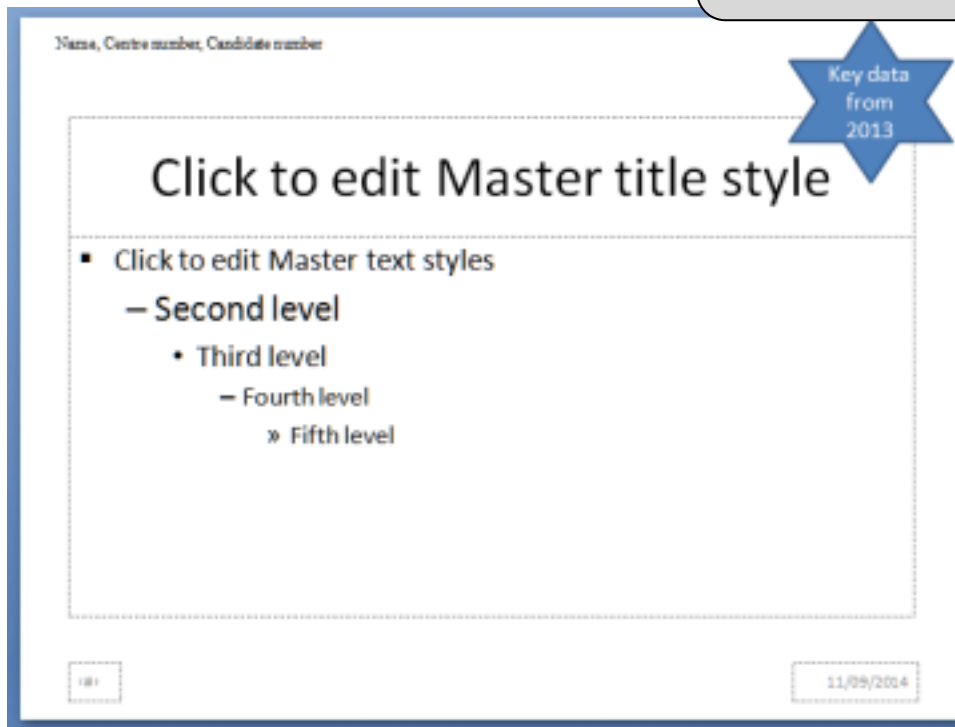 Name, Centre number, Candidate number
Key data
from
2013
Click to edit Master title style
▪ Click to edit Master text styles
– Second level
• Third level
– Fourth level
» Fifth level
‹#›
11/09/2014